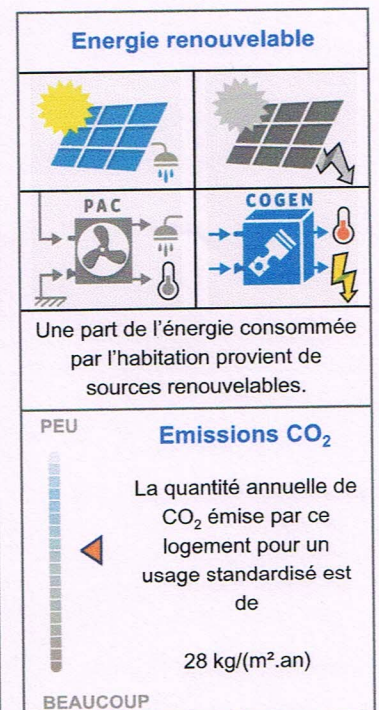 Energie renouvelable
PAC
COGEN
Une part de l'énergie consommée
par l'habitation provient de
sources renouvelables.
PEU
Emissions CO₂
La quantité annuelle de
CO₂ émise par ce
logement pour un
usage standardisé est
de
28 kg/(m².an)
BEAUCOUP